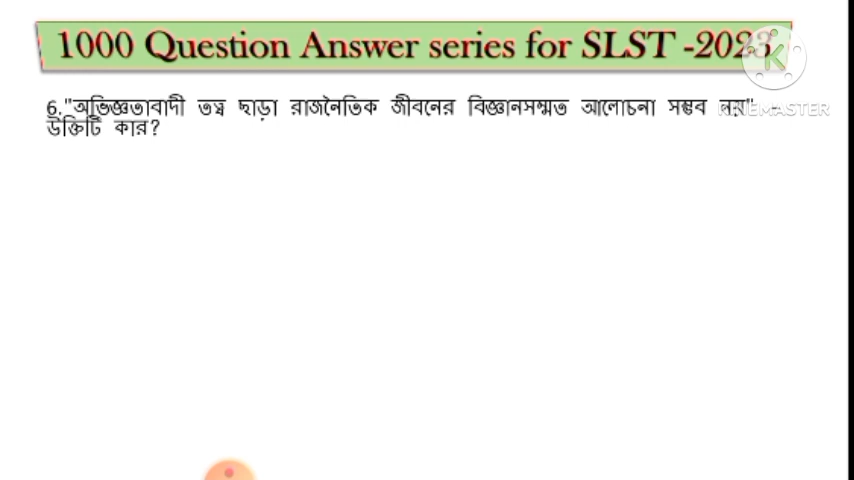 1000 Question Answer series for SLST -2023
6."অভিজ্ঞতাবাদী তত্ব ছাড়া রাজনৈতিক জীবনের বিজ্ঞানসম্মত আলোচনা সম্ভব নয়" -
উক্তিটি কার?